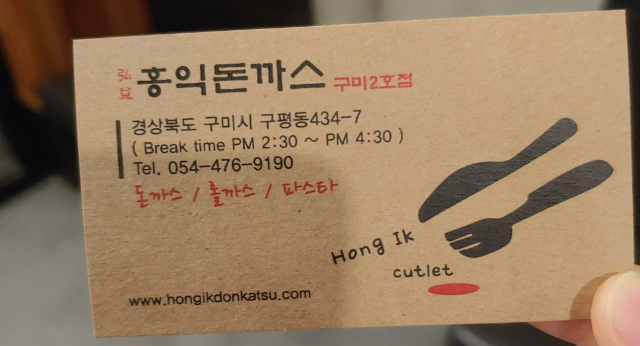 弘益 홍익돈까스 구미2호점
경상북도 구미시 구평동434-7
( Break time PM 2:30 ~ PM 4:30 )
Tel. 054-476-9190
돈까스 / 롤까스 / 파스타
Hong Ik
cutlet
www.hongikdonkatsu.com